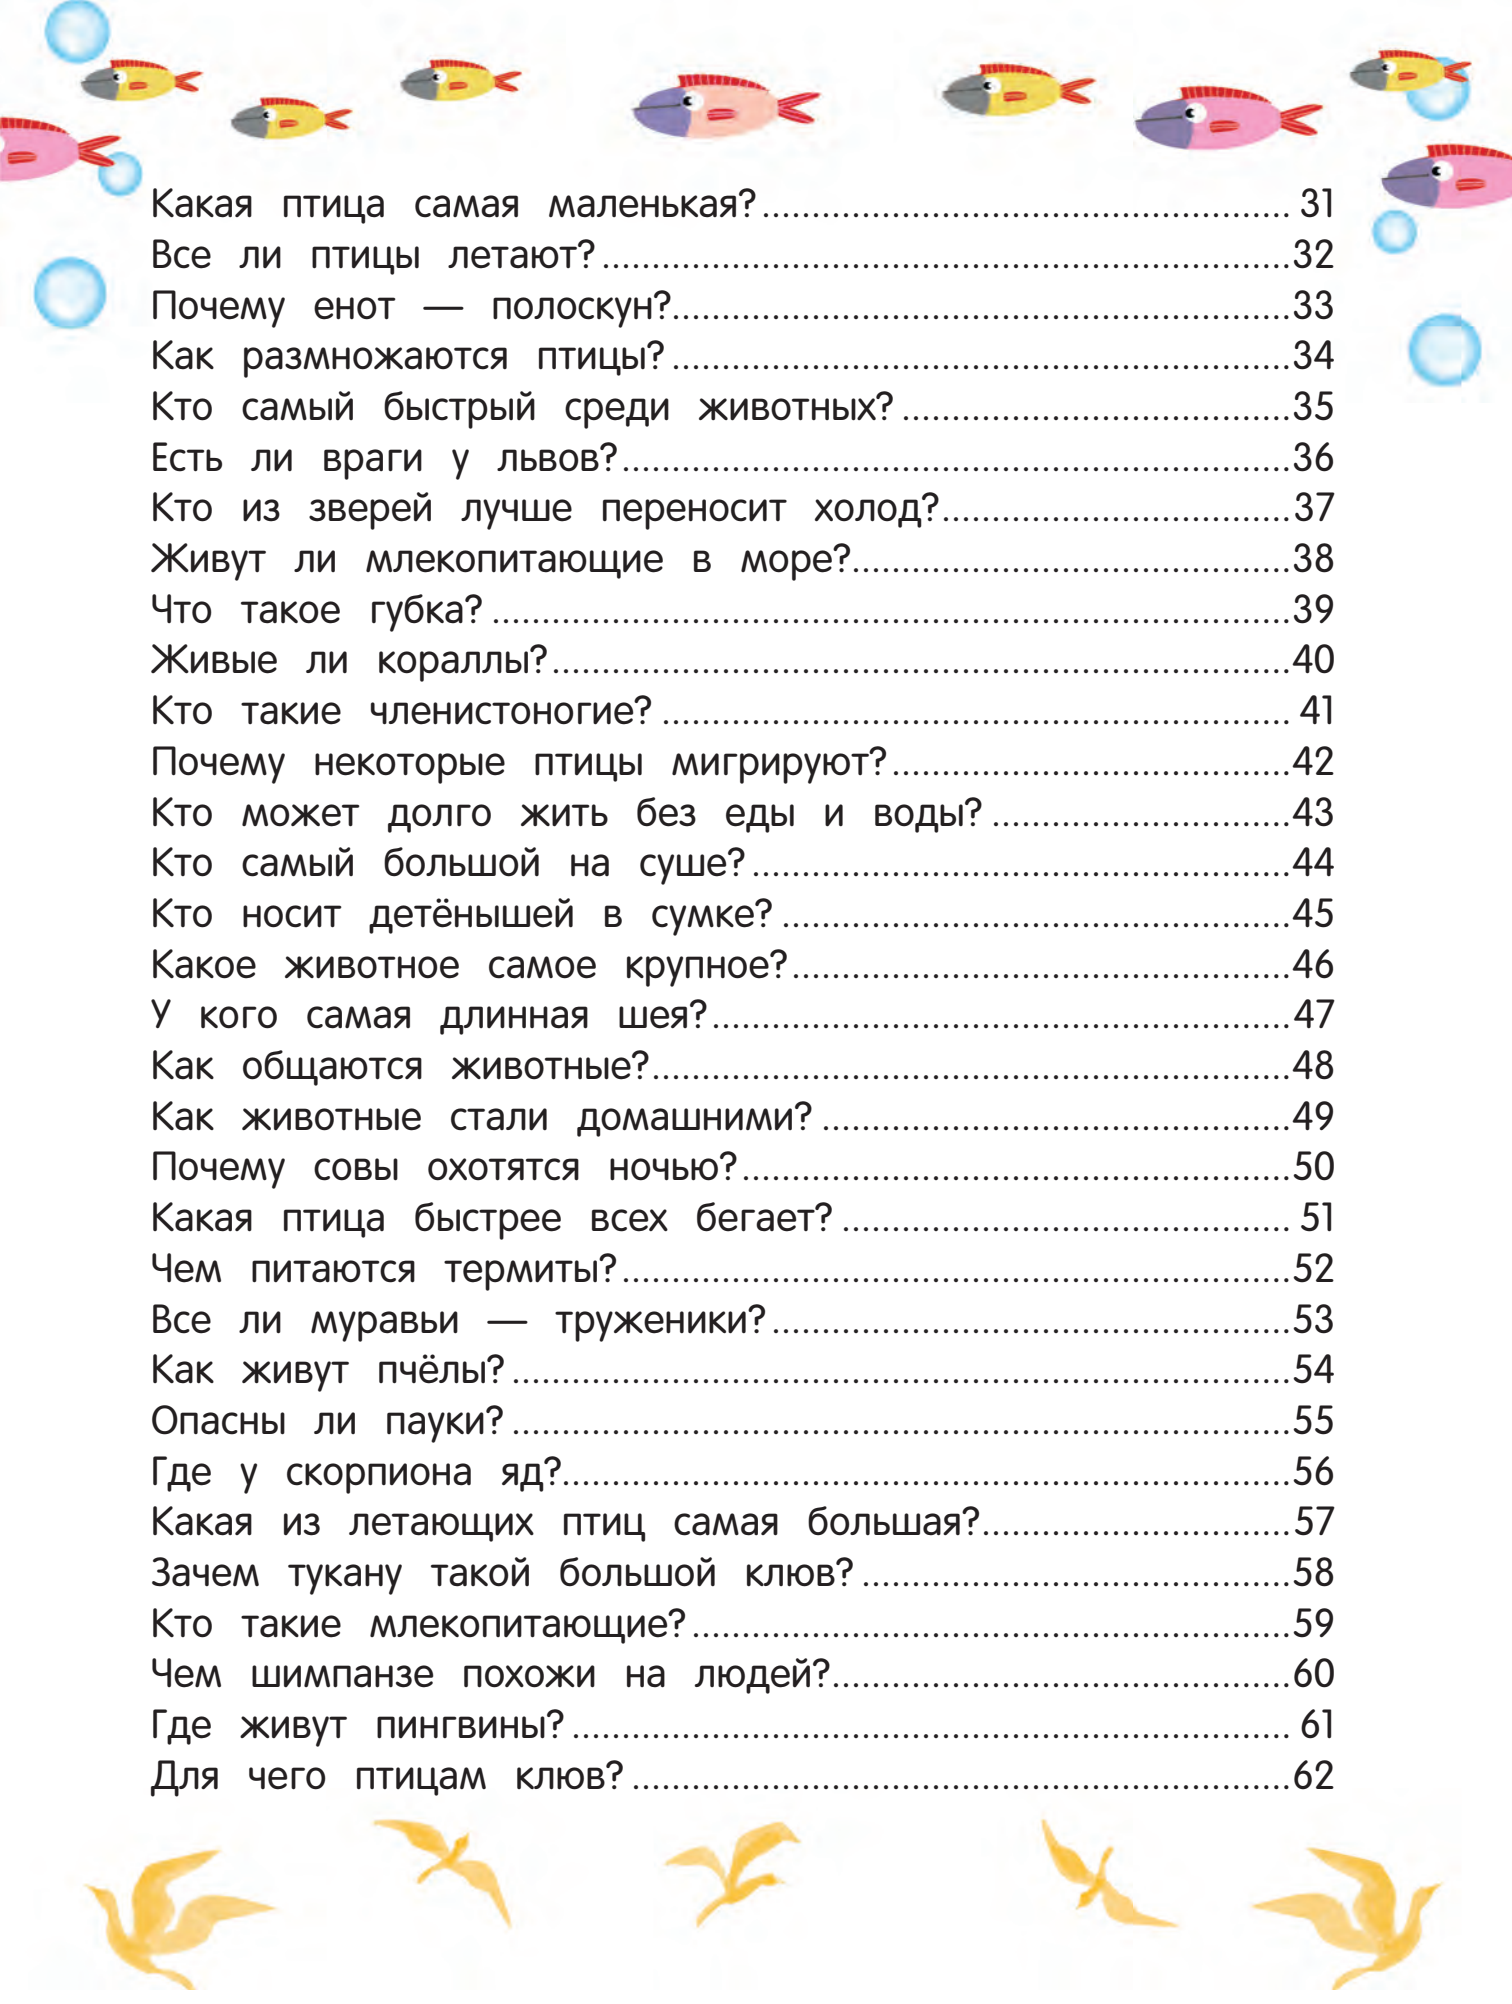 Какая птица самая маленькая?..................................................... 31
Все ли птицы летают?......................................................................32
Почему енот — полоскун?...............................................................33
Как размножаются птицы?...............................................................34
Кто самый быстрый среди животных?........................................35
Есть ли враги у львов?....................................................................36
Кто из зверей лучше переносит холод?...................................37
Живут ли млекопитающие в море?............................................38
Что такое губка?.................................................................................39
Живые ли кораллы?...........................................................................40
Кто такие членистоногие?................................................................ 41
Почему некоторые птицы мигрируют?........................................42
Кто может долго жить без еды и воды?..............................43
Кто самый большой на суше?......................................................44
Кто носит детёнышей в сумке?....................................................45
Какое животное самое крупное?..................................................46
У кого самая длинная шея?..........................................................47
Как общаются животные?................................................................48
Как животные стали домашними?................................................49
Почему совы охотятся ночью?.......................................................50
Какая птица быстрее всех бегает?.............................................. 51
Чем питаются термиты?....................................................................52
Все ли муравьи — труженики?.....................................................53
Как живут пчёлы?...............................................................................54
Опасны ли пауки?...............................................................................55
Где у скорпиона яд?..........................................................................56
Какая из летающих птиц самая большая?...............................57
Зачем тукану такой большой клюв?............................................58
Кто такие млекопитающие?.............................................................59
Чем шимпанзе похожи на людей?..............................................60
Где живут пингвины?......................................................................... 61
Для чего птицам клюв?...................................................................62